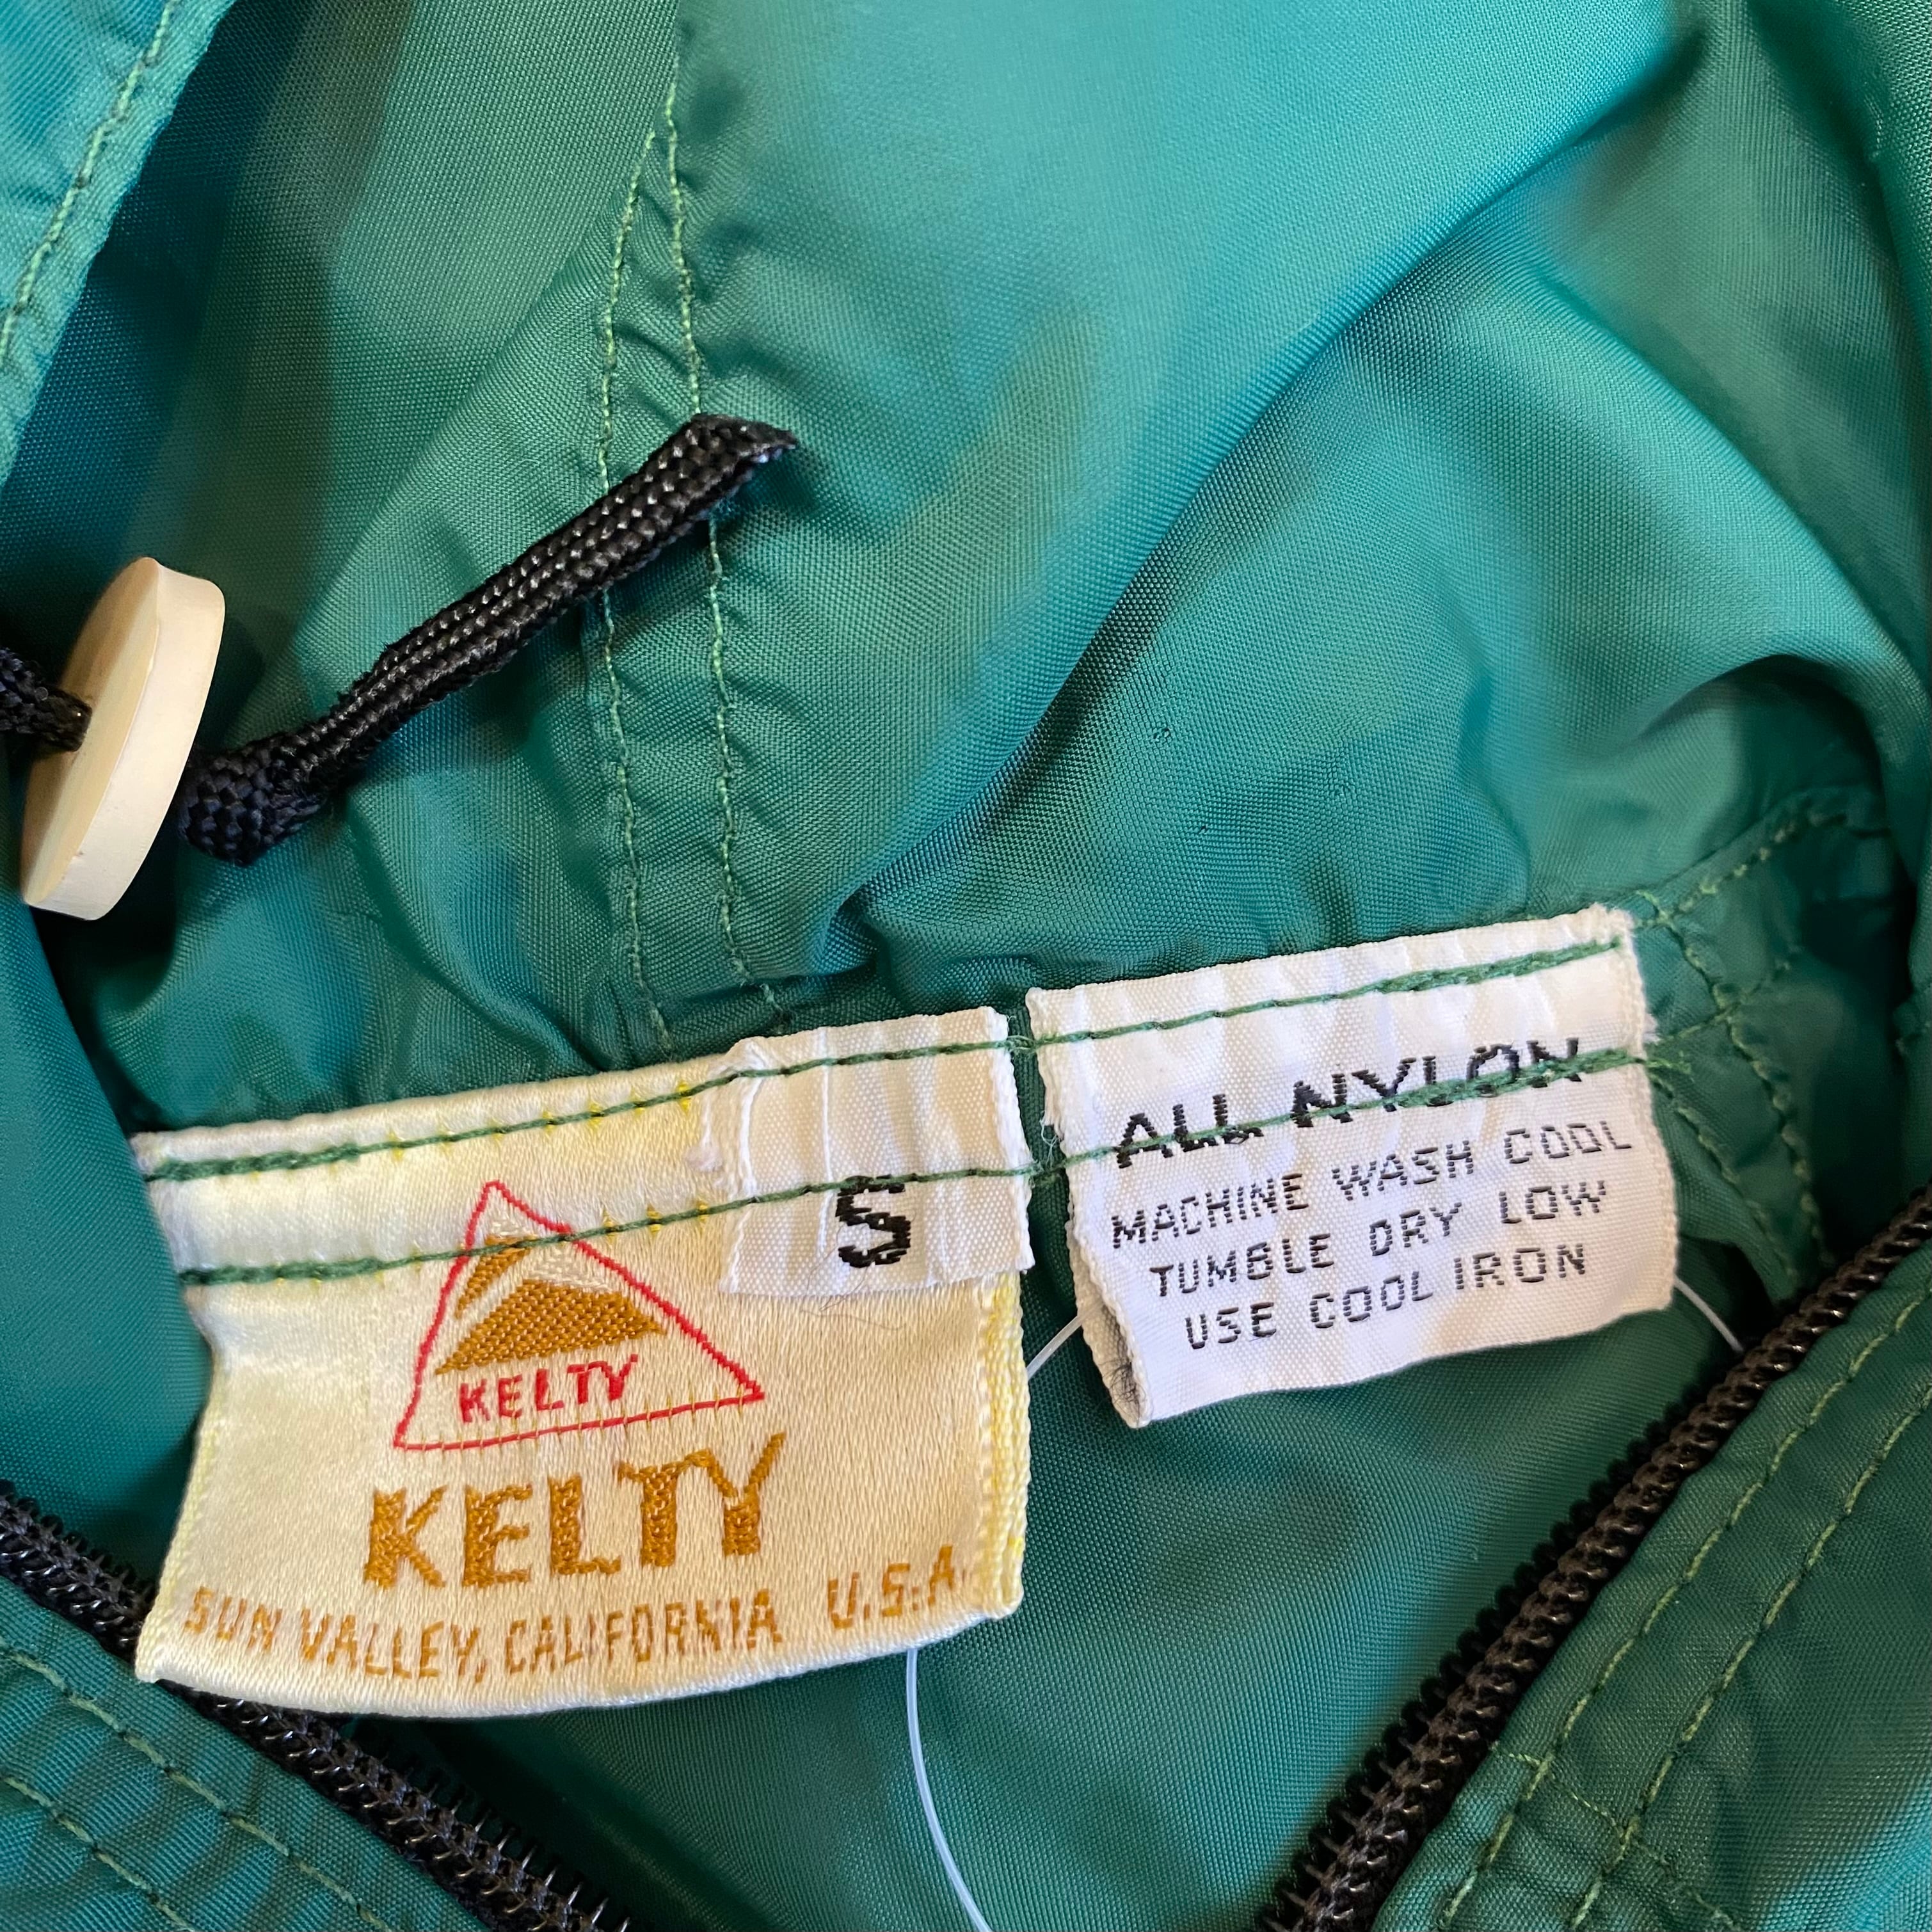 KELTY
KELTY
SUN VALLEY, CALIFORNIA U.S.A.
S
ALL NYLON
MACHINE WASH COOL
TUMBLE DRY LOW
USE COOL IRON